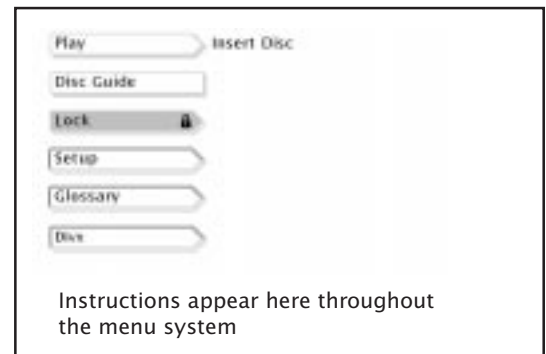 Play Insert Disc
Disc Guide
Lock
Setup
Glossary
Divx
Instructions appear here throughout
the menu system